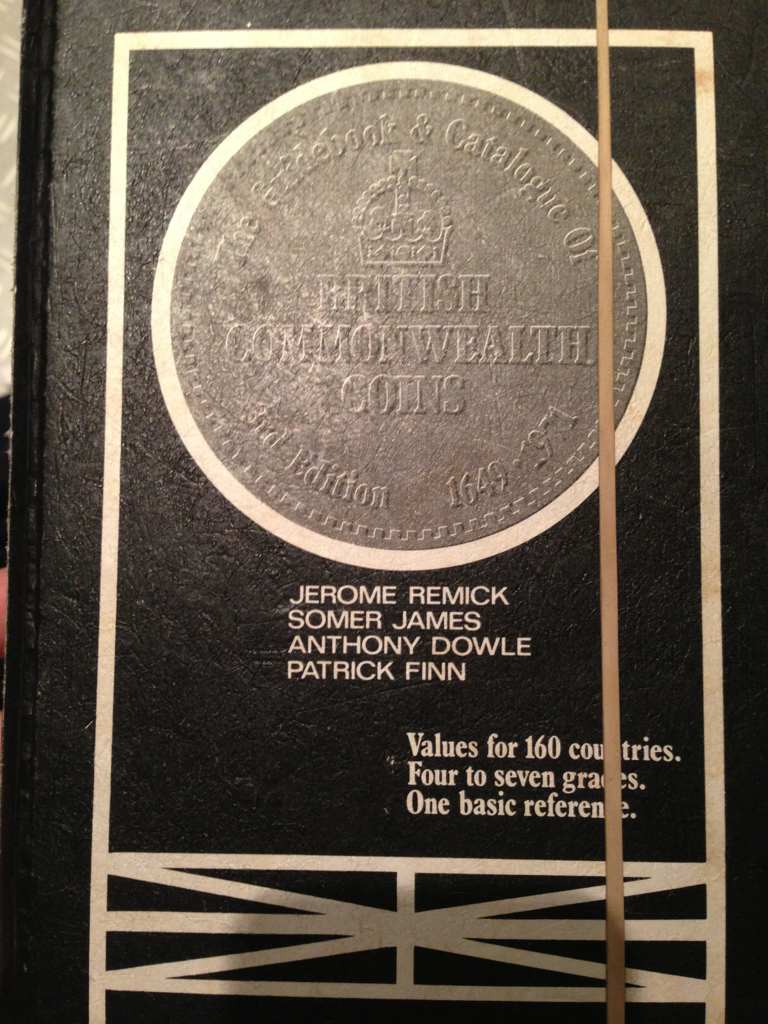 The Guidebook & Catalogue Of
BRITISH
COMMONWEALTH
COINS
3rd Edition 1649-1971
JEROME REMICK
SOMER JAMES
ANTHONY DOWLE
PATRICK FINN
Values for 160 countries.
Four to seven grades.
One basic reference.